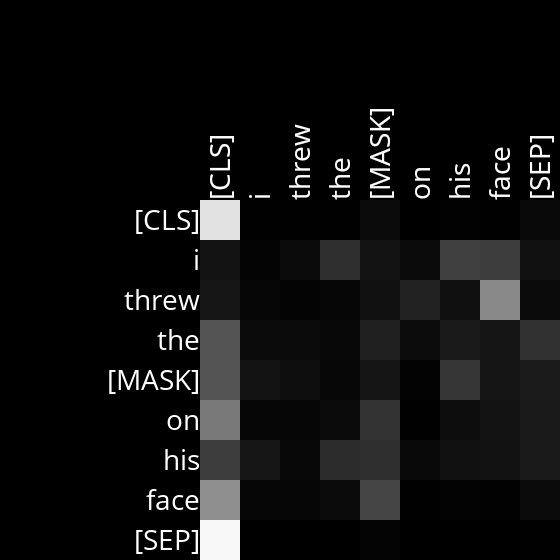 [CLS] i threw the [MASK] on his face [SEP]
[CLS]
i
threw
the
[MASK]
on
his
face
[SEP]